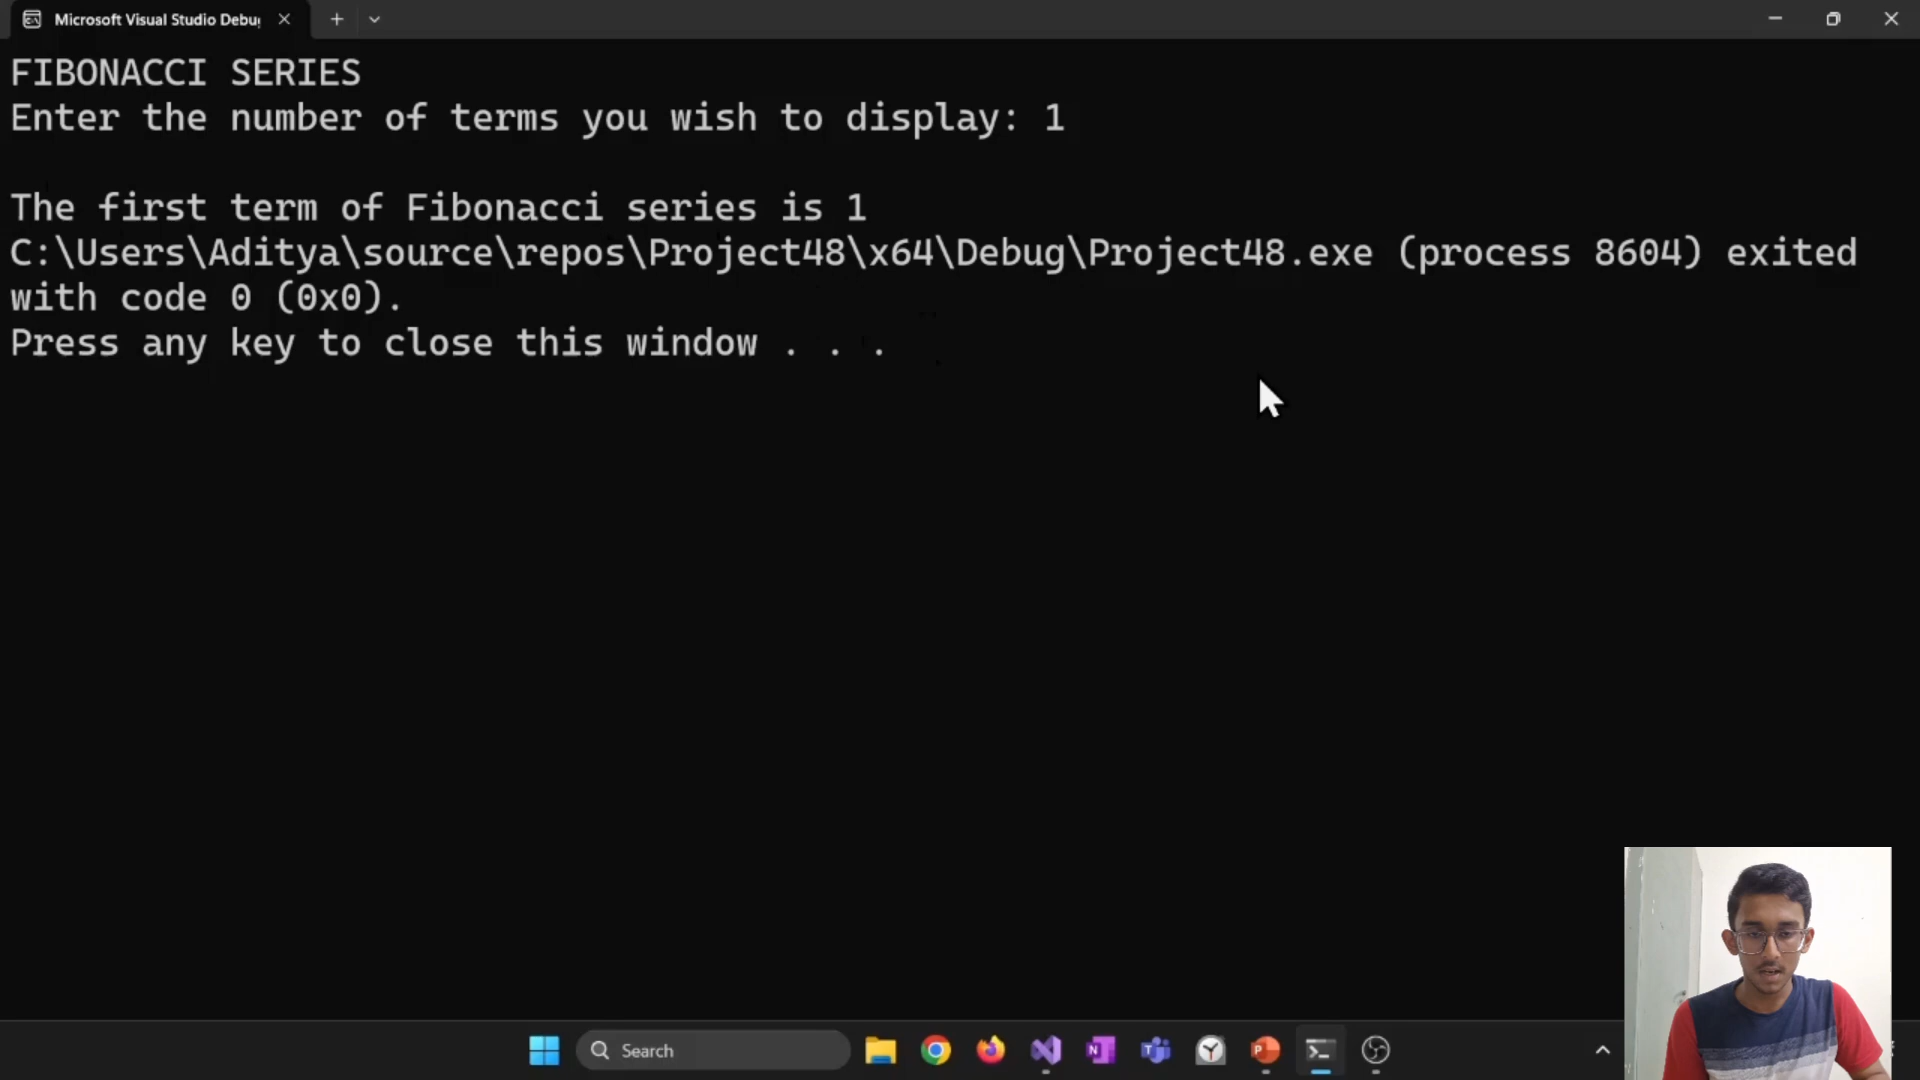 Microsoft Visual Studio Debu
FIBONACCI SERIES
Enter the number of terms you wish to display: 1
The first term of Fibonacci series is 1
C:\Users\Aditya\source\repos\Project48\x64\Debug\Project48.exe (process 8604) exited
with code 0 (0x0).
Press any key to close this window . . .
Search